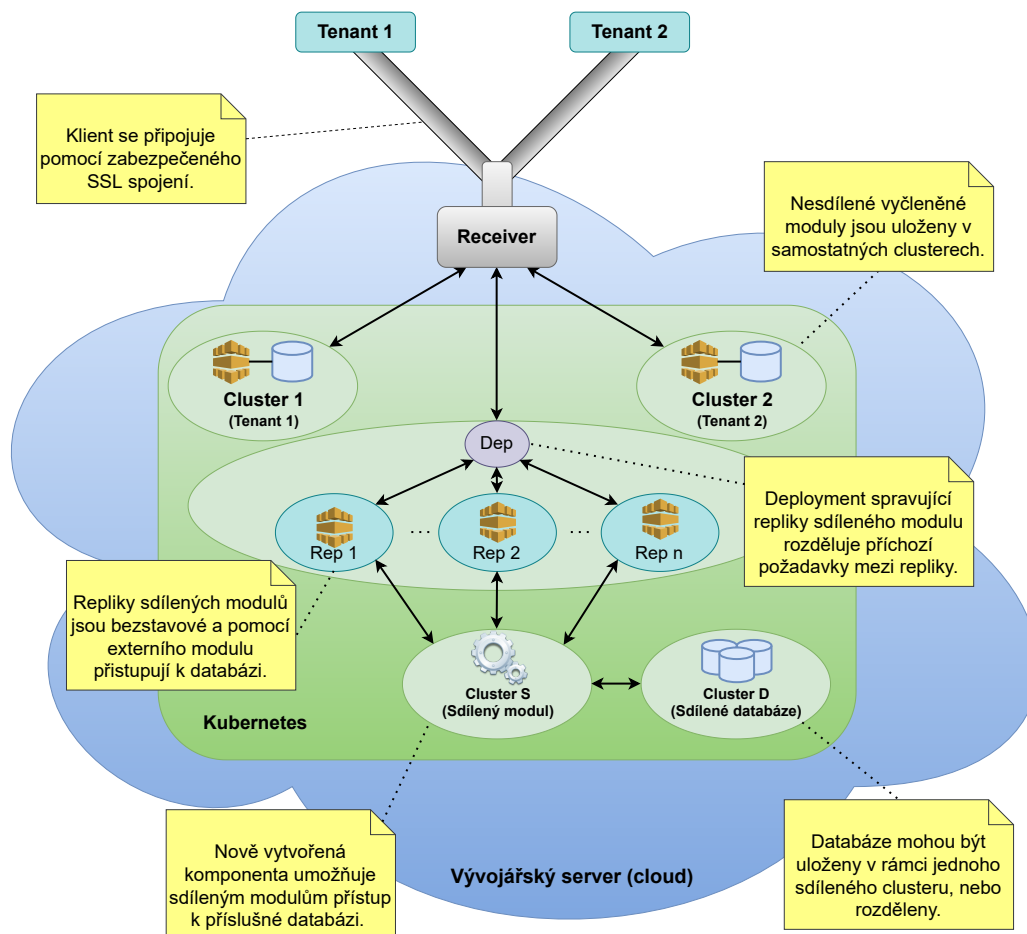 Tenant 1
Tenant 2
Klient se připojuje
pomocí zabezpečeného
SSL spojení.
Receiver
Nesdílené vyčleněné
moduly jsou uloženy v
samostatných clusterech.
Cluster 1
(Tenant 1)
Cluster 2
(Tenant 2)
Dep
Deployment spravující
repliky sdíleného modulu
rozděluje příchozí
požadavky mezi repliky.
Rep 1
...
Rep 2
...
Rep n
Repliky sdílených modulů
jsou bezstavové a pomocí
externího modulu
přistupují k databázi.
Cluster S
(Sdílený modul)
Cluster D
(Sdílené databáze)
Kubernetes
Nově vytvořená
komponenta umožňuje
sdíleným modulům přístup
k příslušné databázi.
Vývojářský server (cloud)
Databáze mohou být
uloženy v rámci jednoho
sdíleného clusteru, nebo
rozděleny.